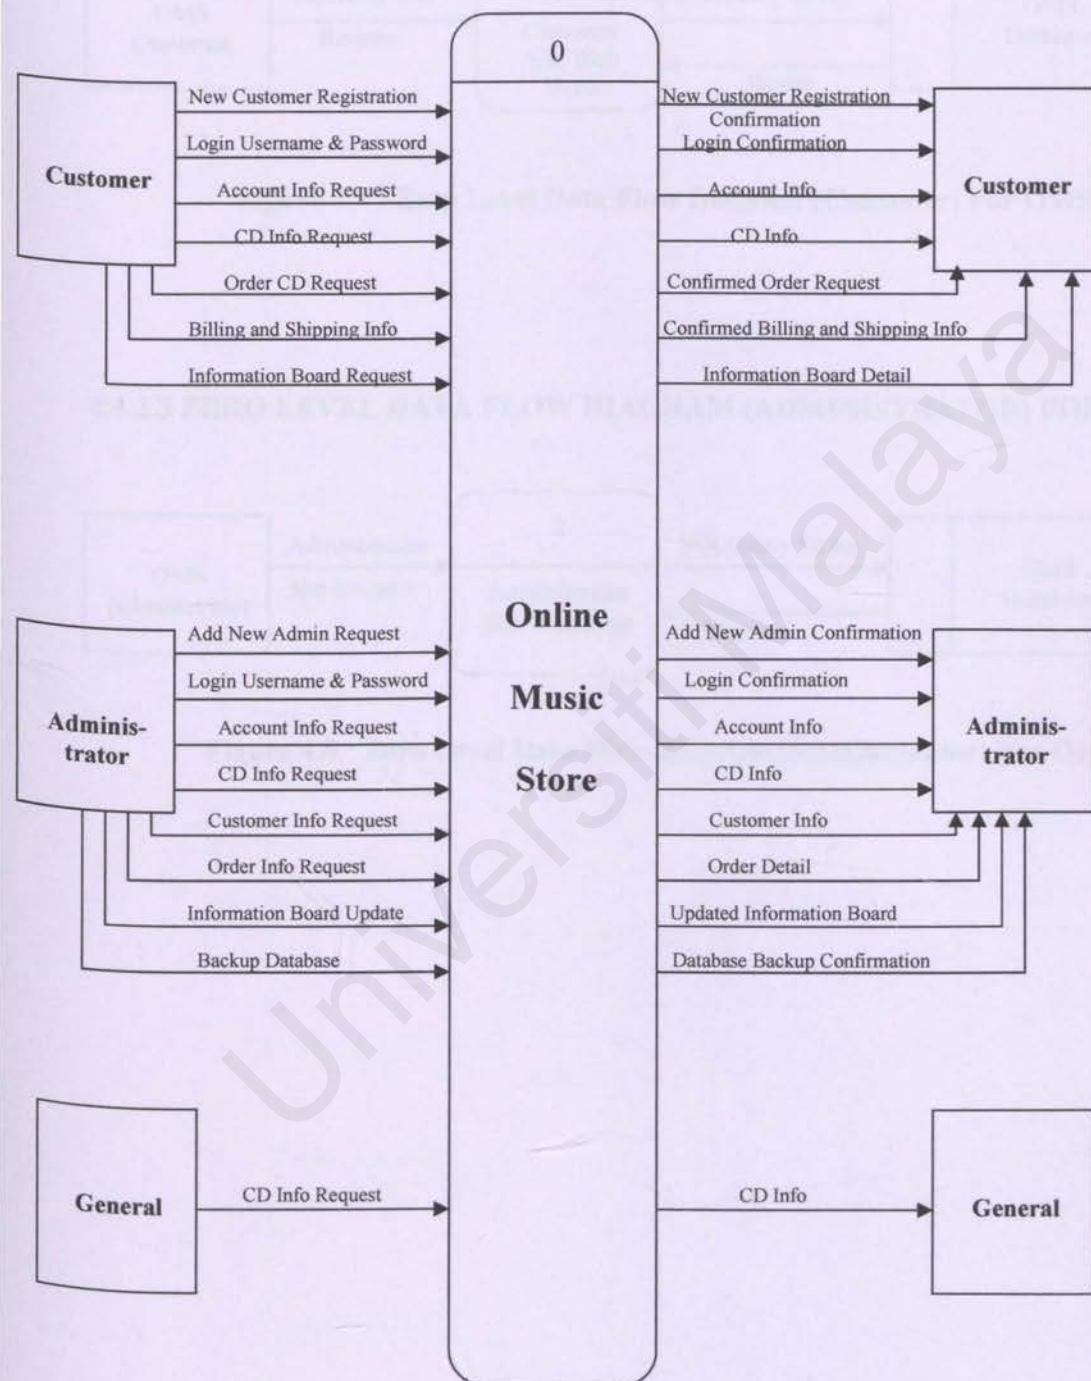 0
Customer
New Customer Registration
Login Username & Password
Account Info Request
CD Info Request
Order CD Request
Billing and Shipping Info
Information Board Request
New Customer Registration
Confirmation
Login Confirmation
Account Info
CD Info
Confirmed Order Request
Confirmed Billing and Shipping Info
Information Board Detail
Customer
Online
Music
Store
Adminis-
trator
Add New Admin Request
Login Username & Password
Account Info Request
CD Info Request
Customer Info Request
Order Info Request
Information Board Update
Backup Database
Add New Admin Confirmation
Login Confirmation
Account Info
CD Info
Customer Info
Order Detail
Updated Information Board
Database Backup Confirmation
Adminis-
trator
General
CD Info Request
CD Info
General
Universiti Malaya